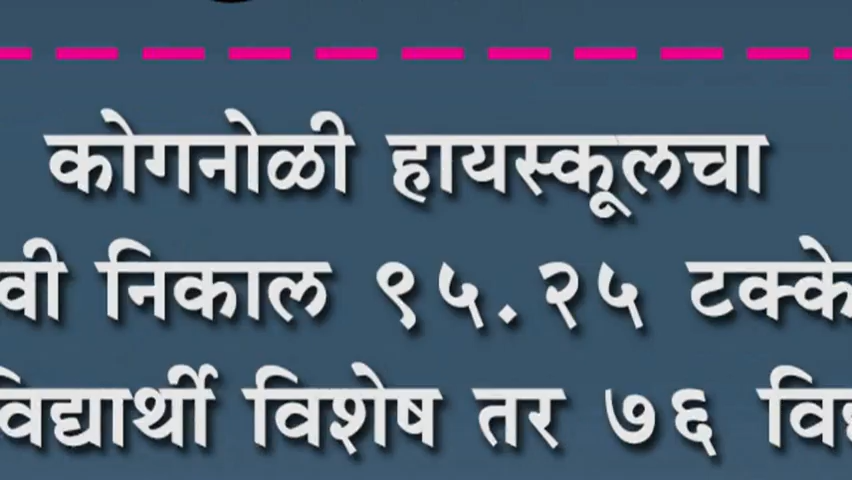 कोगनोळी हायस्कूलचा
वी निकाल ९५.२५ टक्के
विद्यार्थी विशेष तर ७६